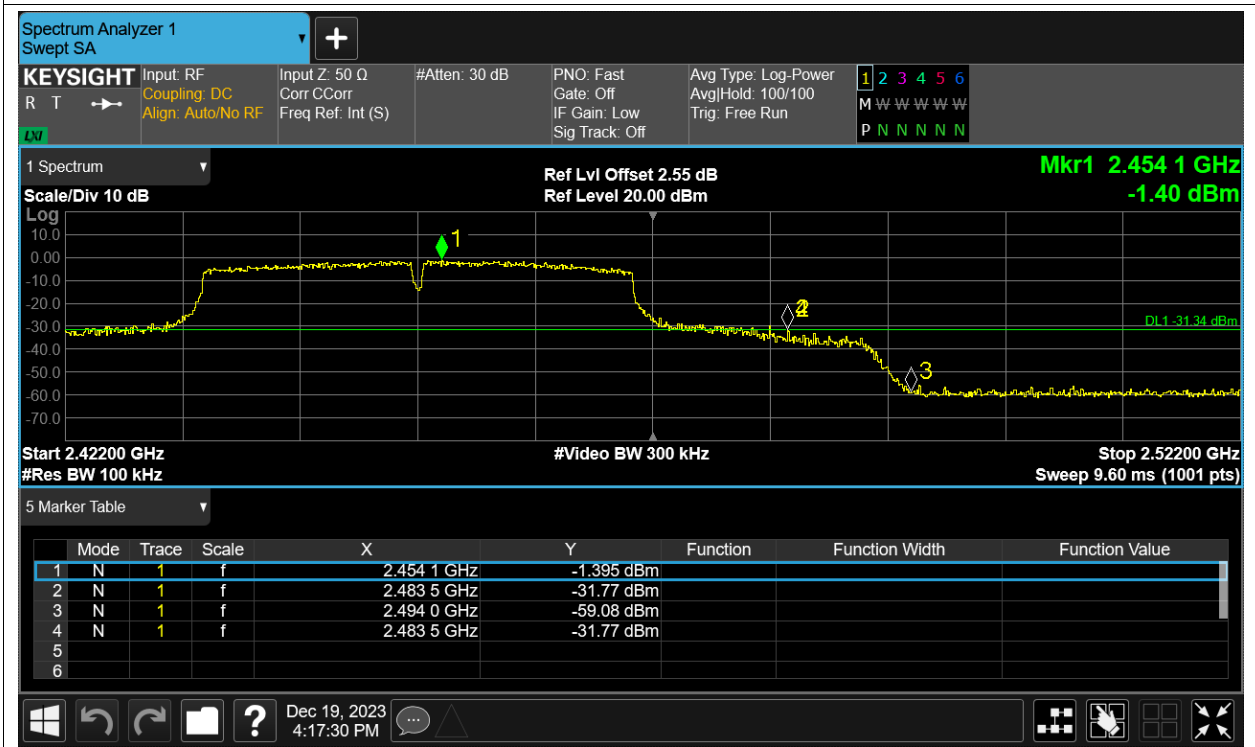 Spectrum Analyzer 1
Swept SA
KEYSIGHT
R T
LXI
Input: RF
Coupling: DC
Align: Auto/No RF
Input Z: 50 Ω
Corr CCorr
Freq Ref: Int (S)
#Atten: 30 dB
PNO: Fast
Gate: Off
IF Gain: Low
Sig Track: Off
Avg Type: Log-Power
Avg|Hold: 100/100
Trig: Free Run
1 2 3 4 5 6
M W W W W W
P N N N N N
1 Spectrum
Scale/Div 10 dB
Ref Lvl Offset 2.55 dB
Ref Level 20.00 dBm
Mkr1 2.454 1 GHz
-1.40 dBm
Log
10.0
0.00
-10.0
-20.0
-30.0
-40.0
-50.0
-60.0
-70.0
1
3
DL1 -31.34 dBm
Start 2.42200 GHz
#Res BW 100 kHz
#Video BW 300 kHz
Stop 2.52200 GHz
Sweep 9.60 ms (1001 pts)
5 Marker Table
Mode Trace Scale X Y Function Function Width Function Value
1 N 1 f 2.454 1 GHz -1.395 dBm
2 N 1 f 2.483 5 GHz -31.77 dBm
3 N 1 f 2.494 0 GHz -59.08 dBm
4 N 1 f 2.483 5 GHz -31.77 dBm
5
6
?
Dec 19, 2023
4:17:30 PM